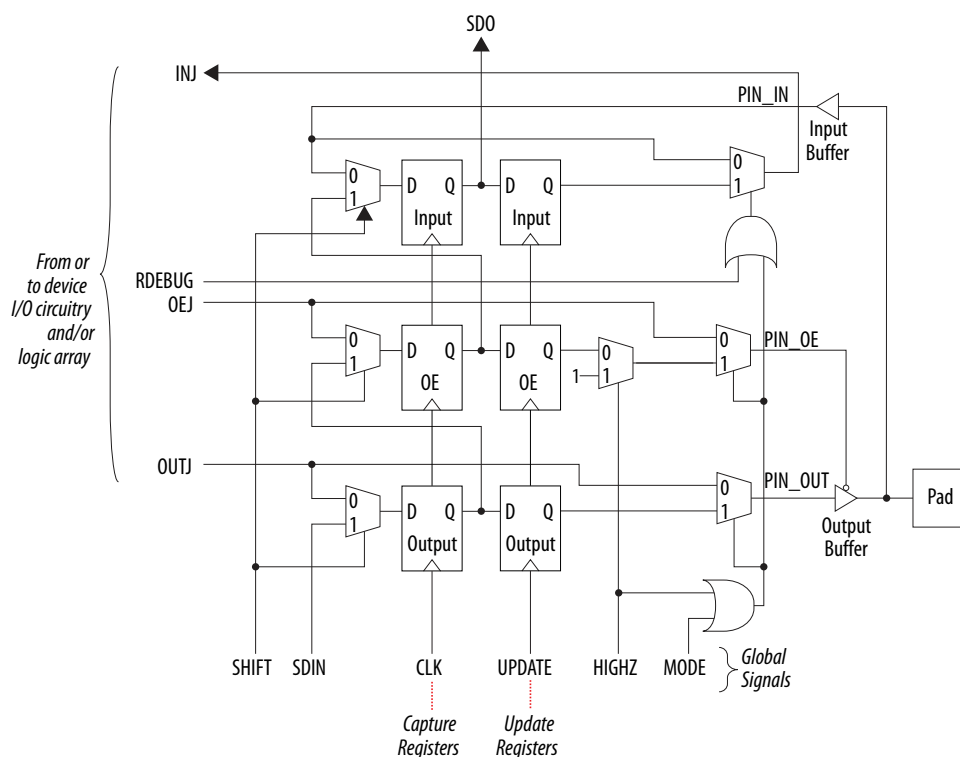 SDO
INJ
PIN_IN
Input
Buffer
0
1
D Q
Input
D Q
Input
0
1
From or
to device
I/O circuitry
and/or
logic array
RDEBUG
OEJ
0
1
D Q
OE
D Q
OE
0
1
1
0
1
PIN_OE
OUTJ
0
1
D Q
Output
D Q
Output
0
1
PIN_OUT
Output
Buffer
Pad
SHIFT
SDIN
CLK
UPDATE
HIGHZ
MODE
Global
Signals
Capture
Registers
Update
Registers